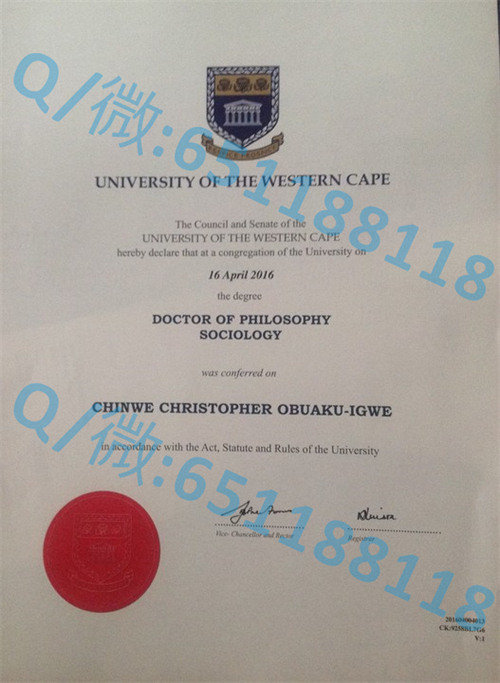 Q/微:651188118
UNIVERSITY OF THE WESTERN CAPE
The Council and Senate of the
UNIVERSITY OF THE WESTERN CAPE
hereby declare that at a congregation of the University on
16 April 2016
the degree
DOCTOR OF PHILOSOPHY
SOCIOLOGY
was conferred on
CHINWE CHRISTOPHER OBUAKU-IGWE
in accordance with the Act, Statute and Rules of the University
Q/微:651188118
Vice- Chancellor and Rector
Registrar
V:1